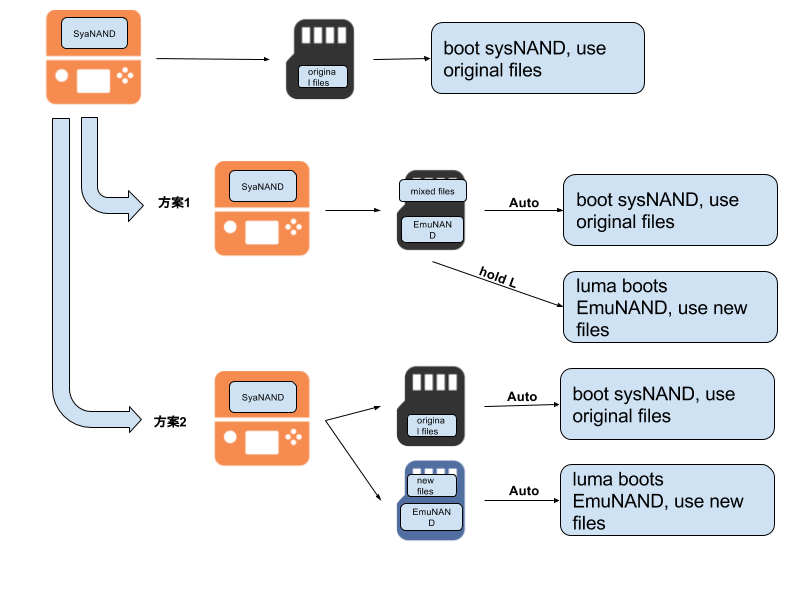 SyaNAND
origina
l files
boot sysNAND, use
original files
方案1
SyaNAND
mixed files
EmuNAN
D
Auto
boot sysNAND, use
original files
hold L
luma boots
EmuNAND, use new
files
方案2
SyaNAND
origina
l files
Auto
boot sysNAND, use
original files
new
files
EmuNAN
D
Auto
luma boots
EmuNAND, use new
files